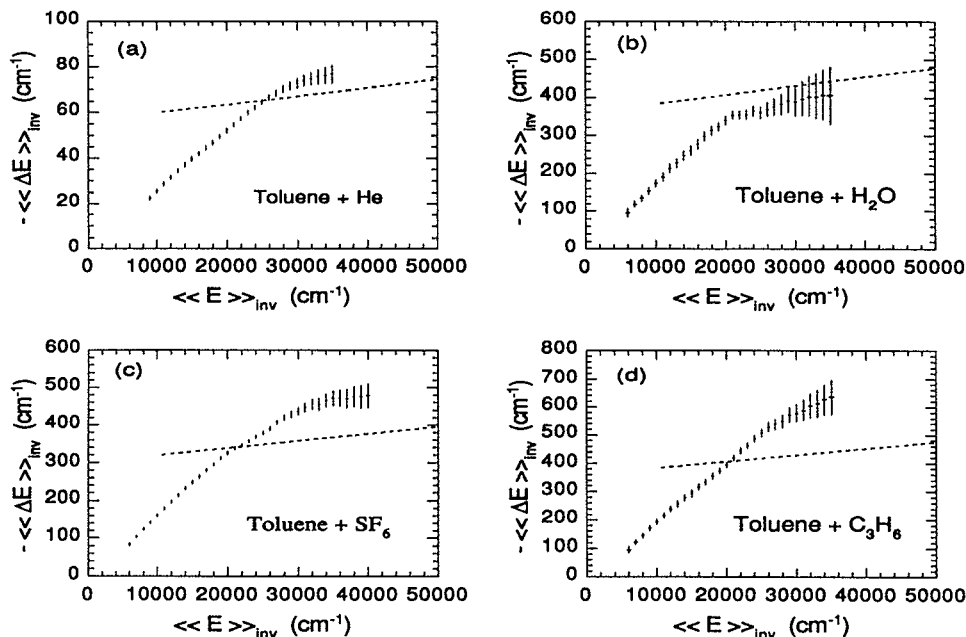 (a)
- << ΔE >>inv (cm-1)
100
80
60
40
20
0
Toluene + He
0 10000 20000 30000 40000 50000
<< E >>inv (cm-1)
(b)
- << ΔE >>inv (cm-1)
600
500
400
300
200
100
0
Toluene + H2O
0 10000 20000 30000 40000 50000
<< E >>inv (cm-1)
(c)
- << ΔE >>inv (cm-1)
600
500
400
300
200
100
0
Toluene + SF6
0 10000 20000 30000 40000 50000
<< E >>inv (cm-1)
(d)
- << ΔE >>inv (cm-1)
800
700
600
500
400
300
200
100
0
Toluene + C3H6
0 10000 20000 30000 40000 50000
<< E >>inv (cm-1)